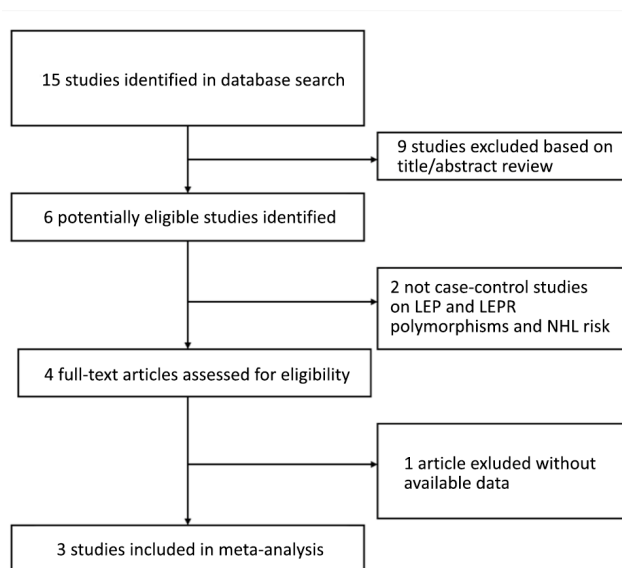 15 studies identified in database search
9 studies excluded based on
title/abstract review
6 potentially eligible studies identified
2 not case-control studies
on LEP and LEPR
polymorphisms and NHL risk
4 full-text articles assessed for eligibility
1 article exluded without
available data
3 studies included in meta-analysis